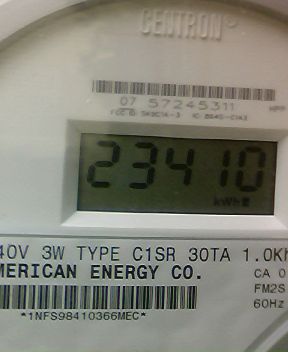 CENTRON®
07 57245311
23410
kWh
40V 3W TYPE C1SR 30TA 1.0Kh
MERICAN ENERGY CO.
CA 0
FM2S
60Hz
*1NFS98410366MEC*